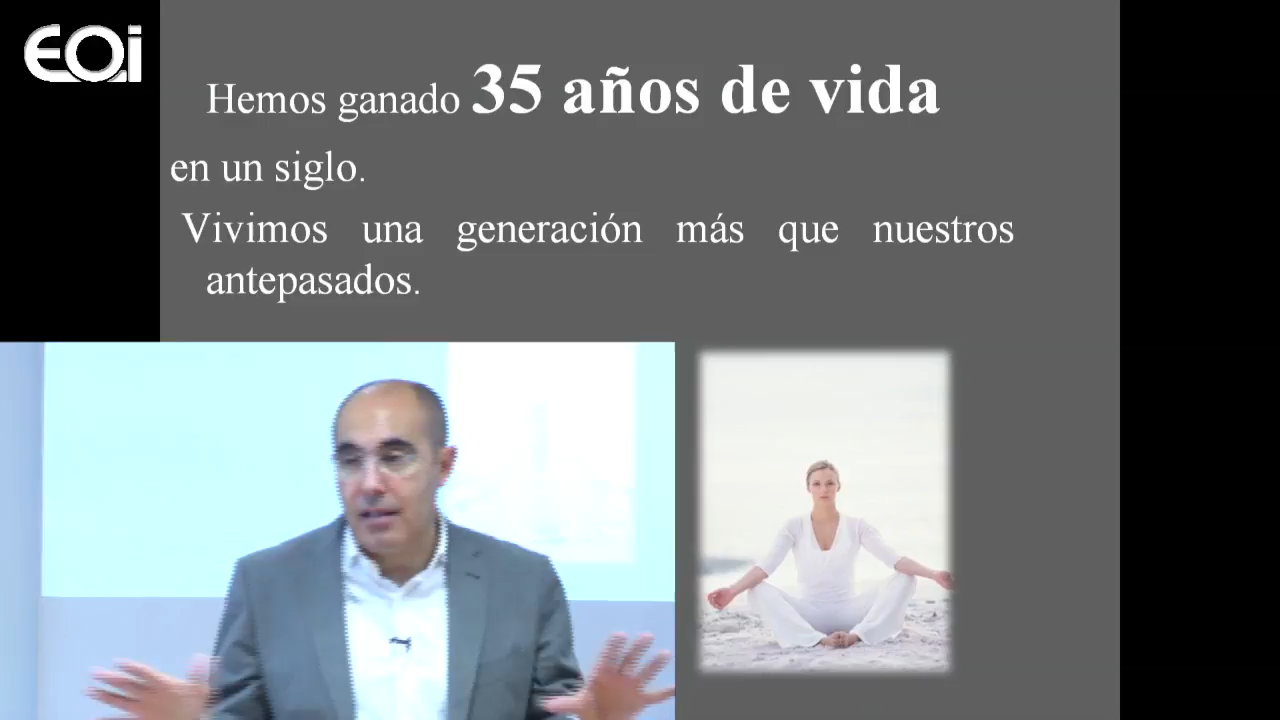 EOi
Hemos ganado 35 años de vida
en un siglo.
Vivimos una generación más que nuestros
antepasados.